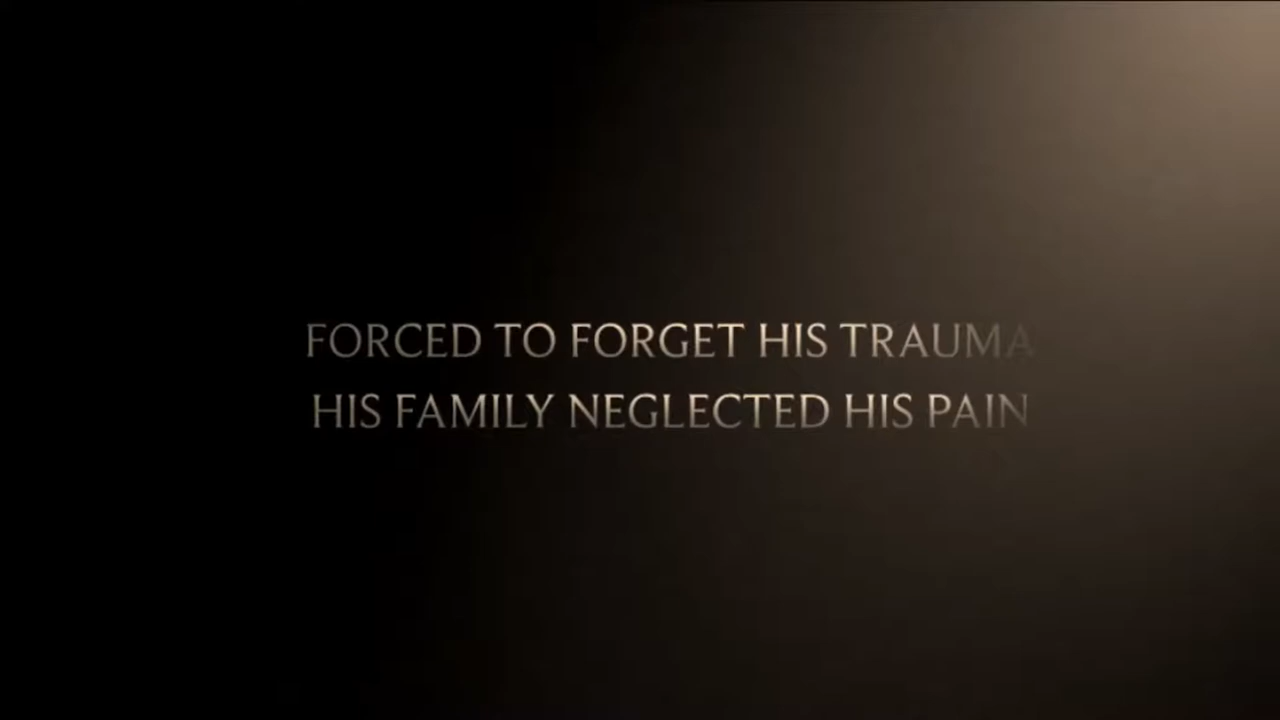 FORCED TO FORGET HIS TRAUMA
HIS FAMILY NEGLECTED HIS PAIN